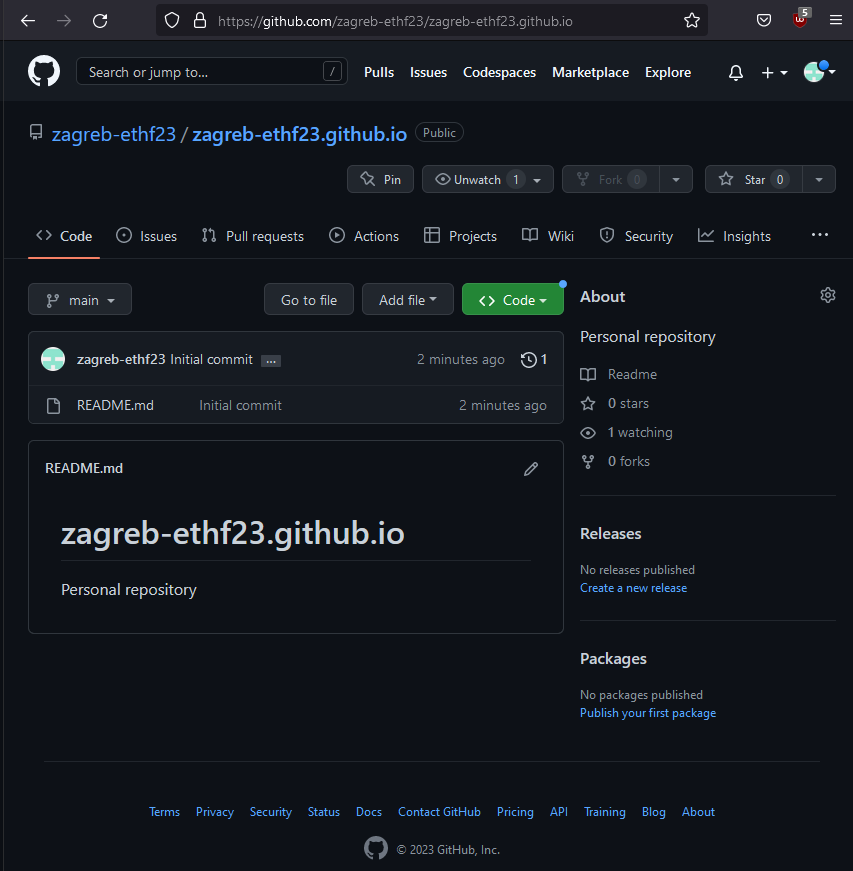 https://github.com/zagreb-ethf23/zagreb-ethf23.github.io
5
Search or jump to... /
Pulls Issues Codespaces Marketplace Explore
zagreb-ethf23 / zagreb-ethf23.github.io Public
Pin Unwatch 1 Fork 0 Star 0
Code Issues Pull requests Actions Projects Wiki Security Insights ...
main Go to file Add file Code
zagreb-ethf23 Initial commit ... 2 minutes ago 1
README.md Initial commit 2 minutes ago
README.md
zagreb-ethf23.github.io
Personal repository
About
Personal repository
Readme
0 stars
1 watching
0 forks
Releases
No releases published
Create a new release
Packages
No packages published
Publish your first package
Terms Privacy Security Status Docs Contact GitHub Pricing API Training Blog About
© 2023 GitHub, Inc.